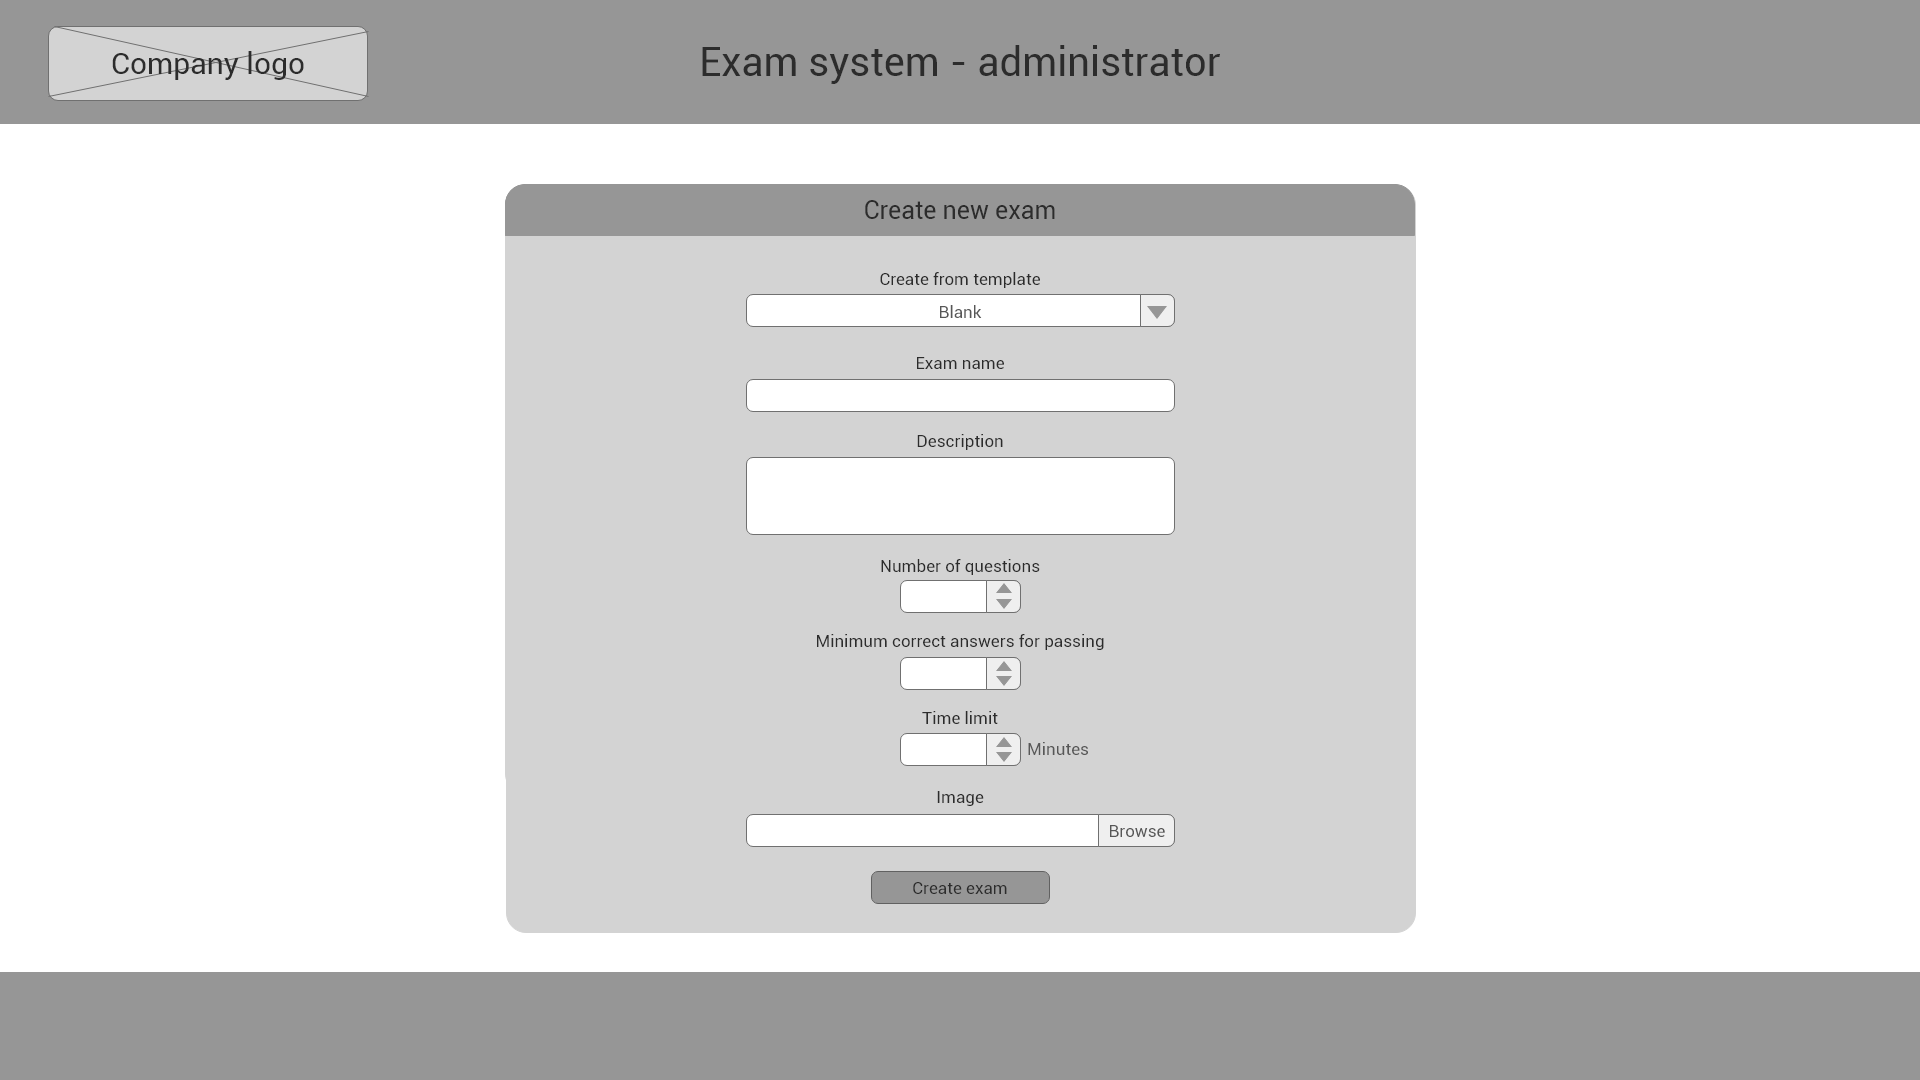 Company logo
Exam system - administrator
Create new exam
Create from template
Blank
Exam name
Description
Number of questions
Minimum correct answers for passing
Time limit
Minutes
Image
Browse
Create exam